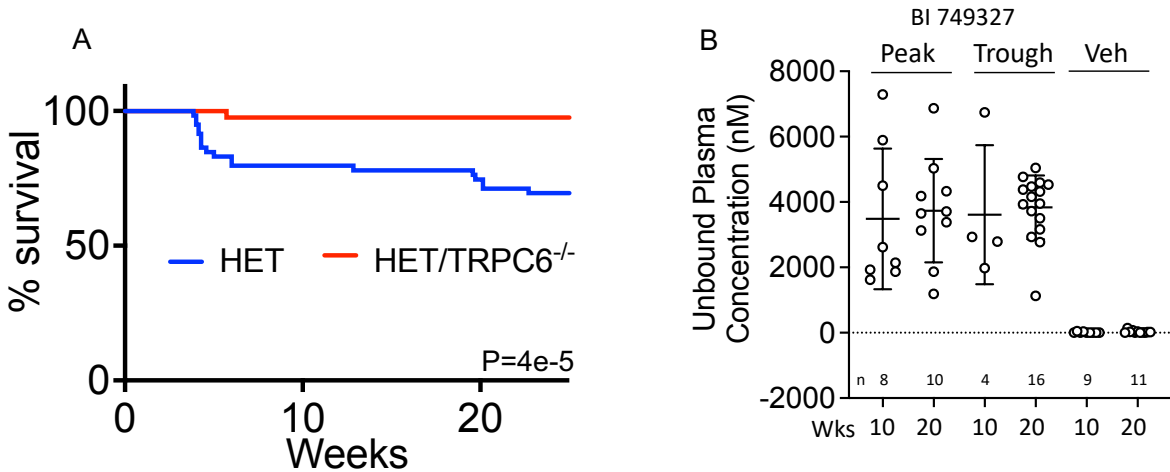 A
% survival
100
50
0
HET
HET/TRPC6-/-
P=4e-5
0
10
20
Weeks
BI 749327
B
Peak
Trough
Veh
Unbound Plasma
Concentration (nM)
8000
6000
4000
2000
0
-2000
n 8 10 4 16 9 11
Wks 10 20 10 20 10 20